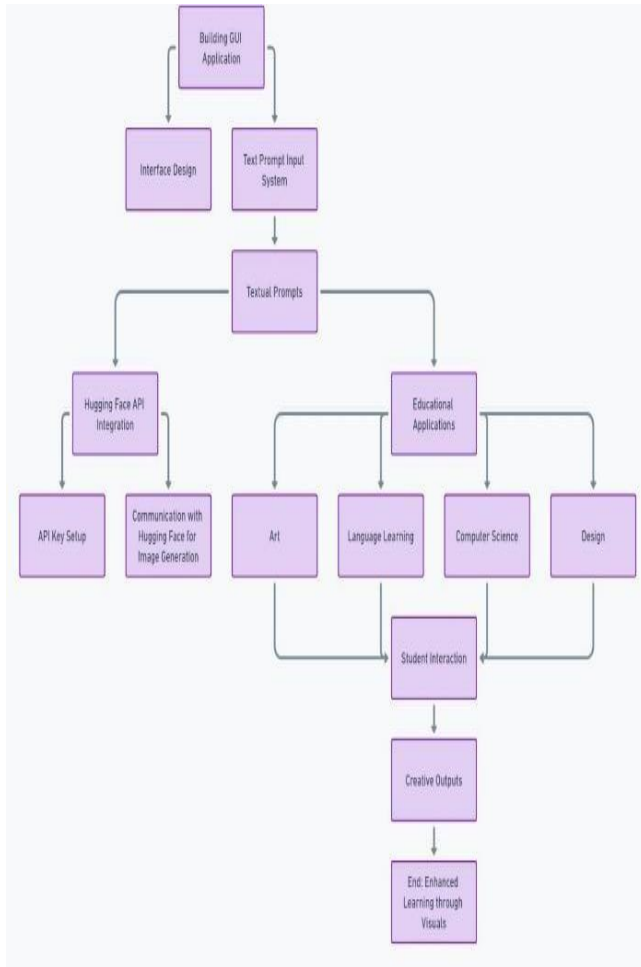 Building GUI
Application
Interface Design
Text Prompt Input
System
Textual Prompts
Hugging Face API
Integration
Educational
Applications
API Key Setup
Communication with
Hugging Face for
Image Generation
Art
Language Learning
Computer Science
Design
Student Interaction
Creative Outputs
End: Enhanced
Learning through
Visuals